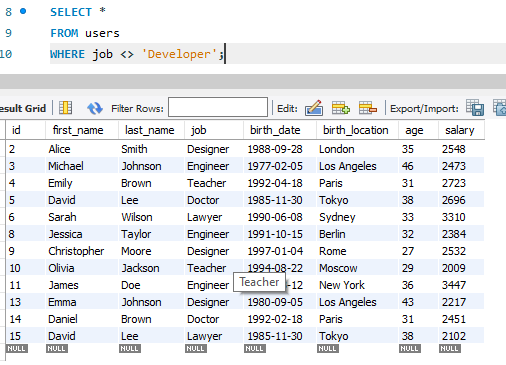 8 SELECT *
9 FROM users
10 WHERE job <> 'Developer';
esult Grid Filter Rows: Edit: Export/Import:
id first_name last_name job birth_date birth_location age salary
2 Alice Smith Designer 1988-09-28 London 35 2548
3 Michael Johnson Engineer 1977-02-05 Los Angeles 46 2473
4 Emily Brown Teacher 1992-04-18 Paris 31 2723
5 David Lee Doctor 1985-11-30 Tokyo 38 2696
6 Sarah Wilson Lawyer 1990-06-08 Sydney 33 3310
8 Jessica Taylor Engineer 1991-10-15 Berlin 32 2384
9 Christopher Moore Designer 1997-01-04 Rome 27 2532
10 Olivia Jackson Teacher 1994-08-22 Moscow 29 2009
Teacher
11 James Doe Engineer -12 New York 36 3447
13 Emma Johnson Designer 1980-09-05 Los Angeles 43 2217
14 Daniel Brown Doctor 1992-02-18 Paris 31 2451
15 David Lee Lawyer 1985-11-30 Tokyo 38 2102
NULL NULL NULL NULL NULL NULL NULL NULL